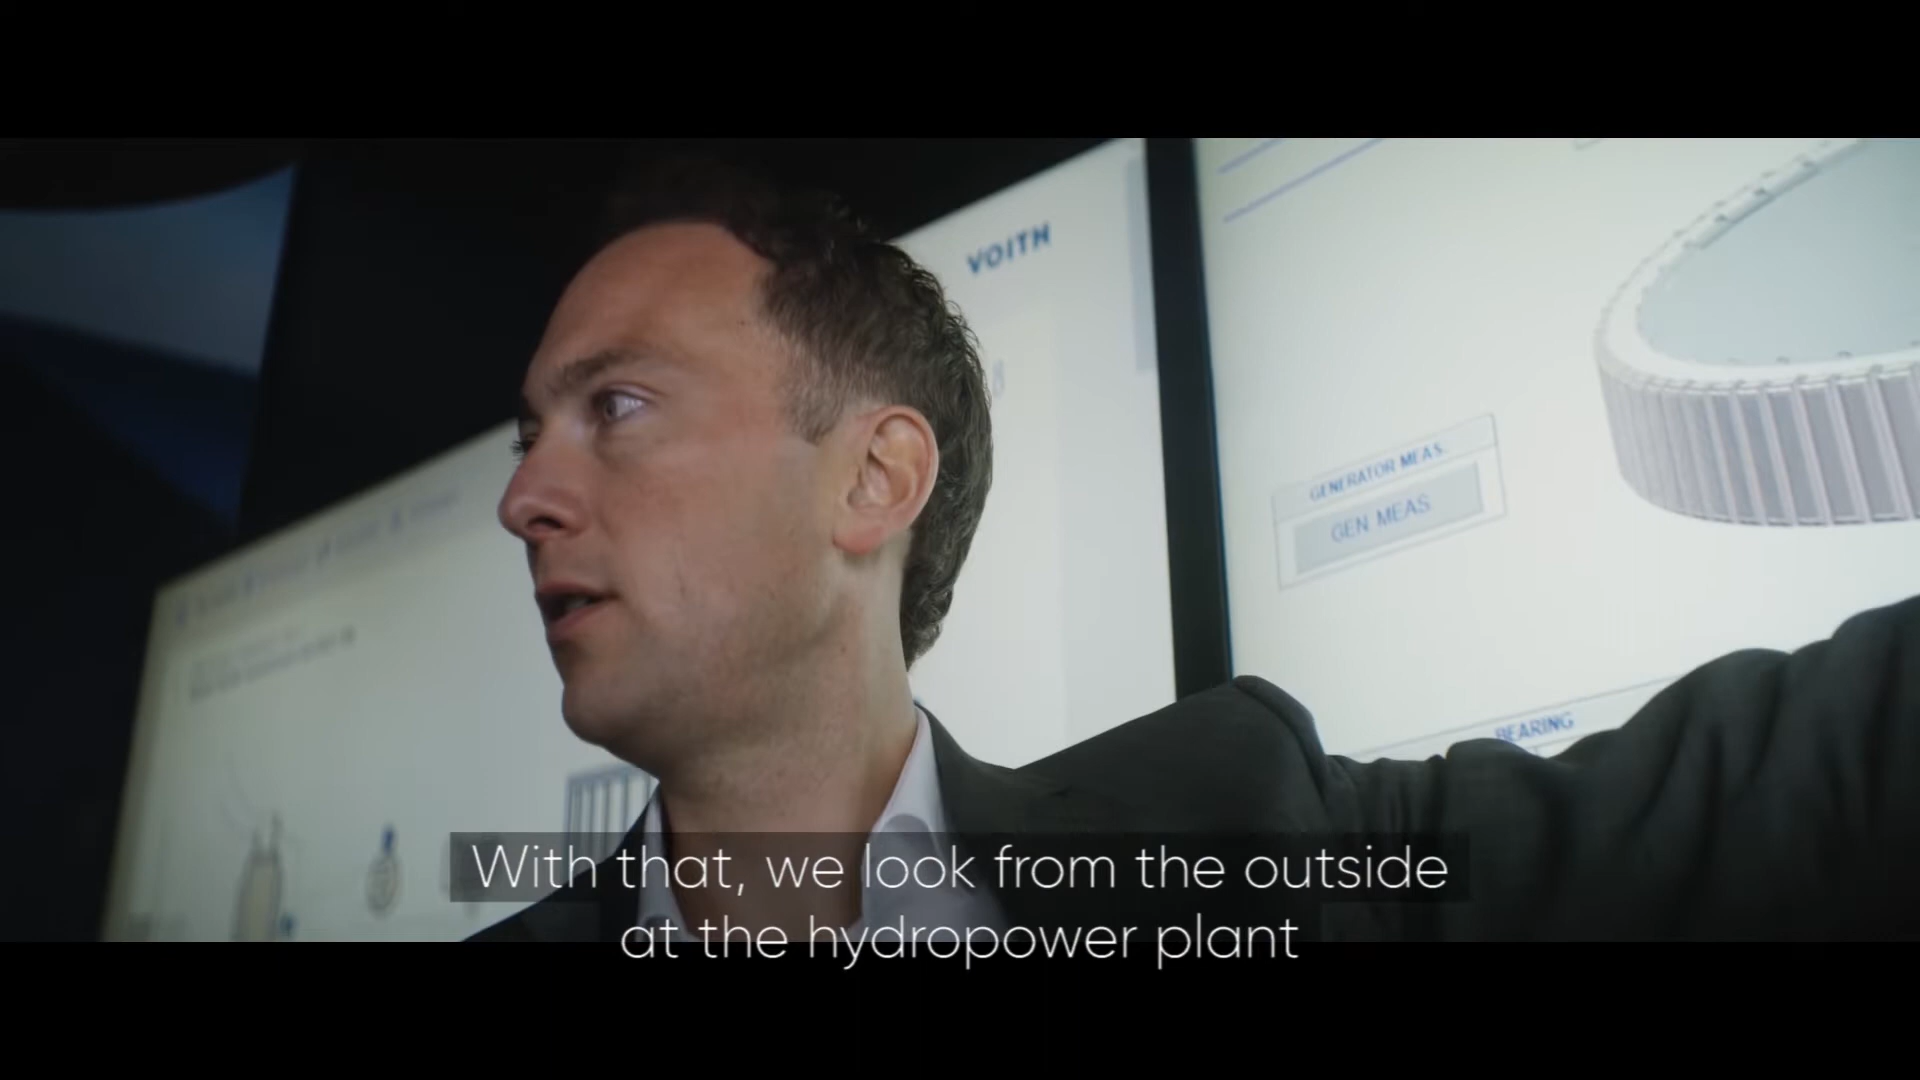 VOITH
GENERATOR MEAS.
GEN MEAS
BEARING
With that, we look from the outside
at the hydropower plant